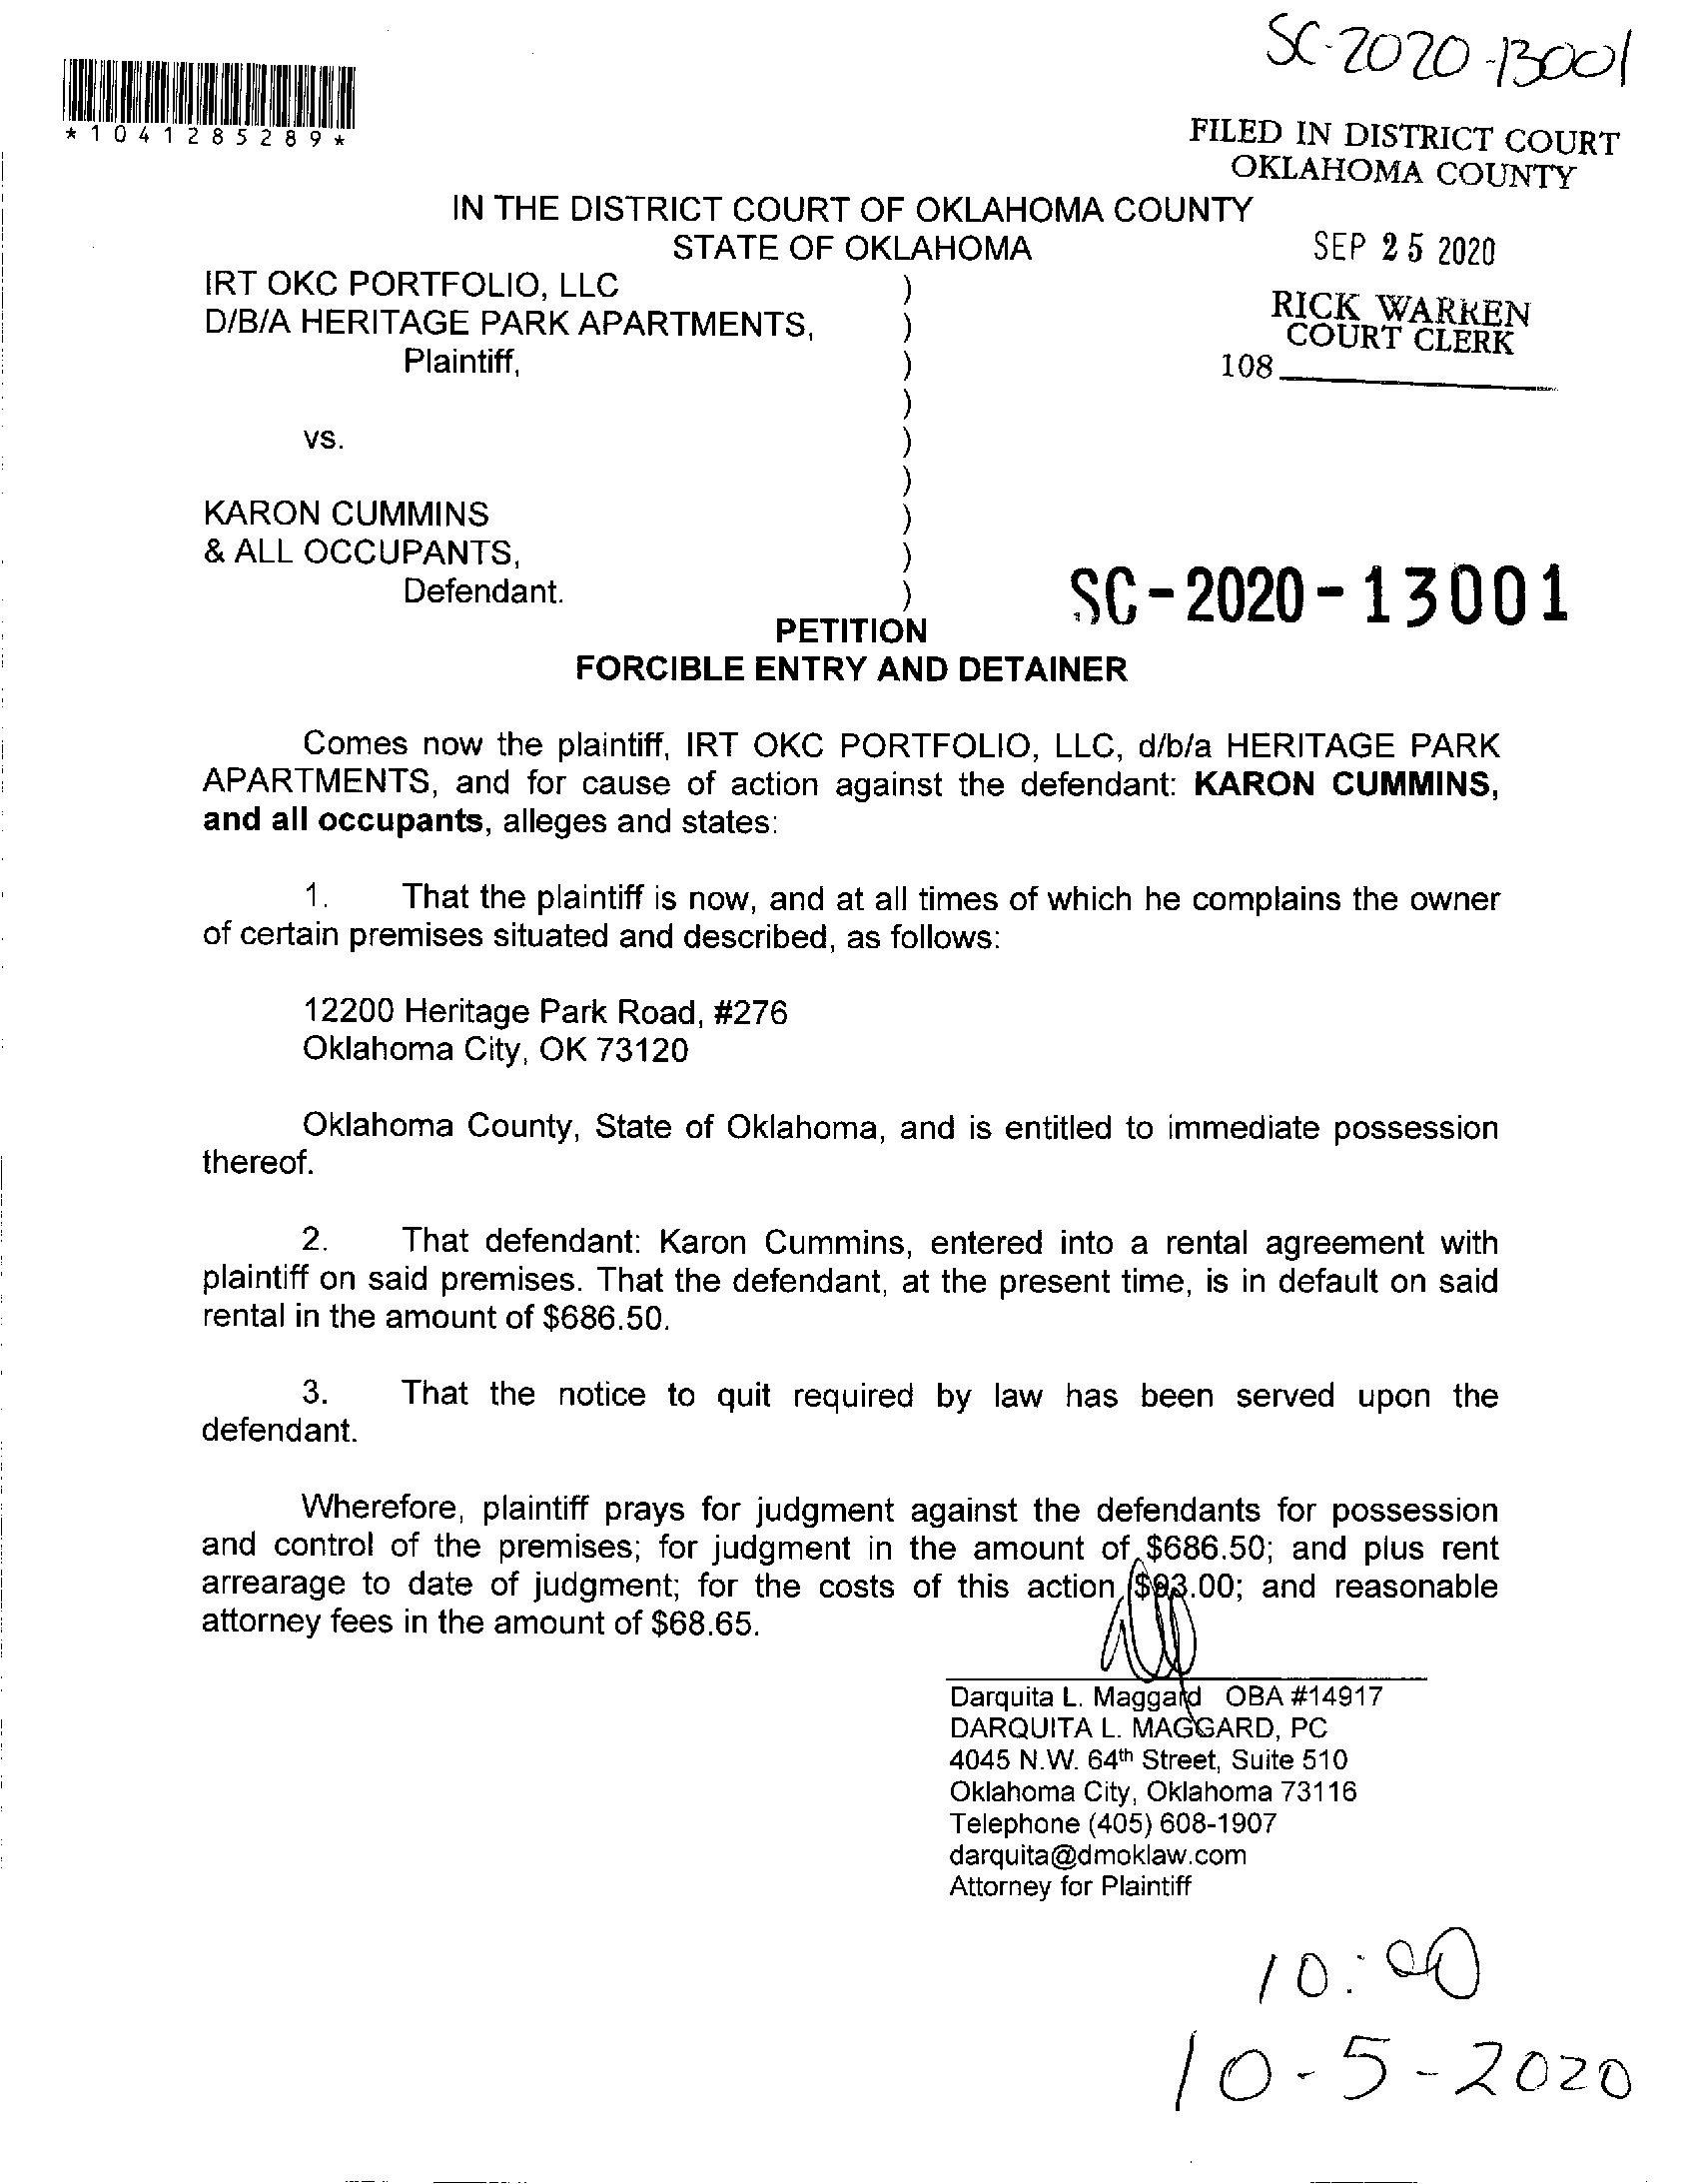 SC-2020-13001
*1041285289*
FILED IN DISTRICT COURT
OKLAHOMA COUNTY
IN THE DISTRICT COURT OF OKLAHOMA COUNTY
STATE OF OKLAHOMA
SEP 25 2020
IRT OKC PORTFOLIO, LLC )
D/B/A HERITAGE PARK APARTMENTS, )
Plaintiff, )
RICK WARREN
COURT CLERK
108
)
vs. )
)
KARON CUMMINS )
& ALL OCCUPANTS, )
Defendant. )
SC-2020-13001
PETITION
FORCIBLE ENTRY AND DETAINER
Comes now the plaintiff, IRT OKC PORTFOLIO, LLC, d/b/a HERITAGE PARK
APARTMENTS, and for cause of action against the defendant: KARON CUMMINS,
and all occupants, alleges and states:
1. That the plaintiff is now, and at all times of which he complains the owner
of certain premises situated and described, as follows:
12200 Heritage Park Road, #276
Oklahoma City, OK 73120
Oklahoma County, State of Oklahoma, and is entitled to immediate possession
thereof.
2. That defendant: Karon Cummins, entered into a rental agreement with
plaintiff on said premises. That the defendant, at the present time, is in default on said
rental in the amount of $686.50.
3. That the notice to quit required by law has been served upon the
defendant.
Wherefore, plaintiff prays for judgment against the defendants for possession
and control of the premises; for judgment in the amount of $686.50; and plus rent
arrearage to date of judgment; for the costs of this action and reasonable
attorney fees in the amount of $68.65.
Darquita L. Maggard OBA #14917
DARQUITA L. MAGGARD, PC
4045 N.W. 64th Street, Suite 510
Oklahoma City, Oklahoma 73116
Telephone (405) 608-1907
darquita@dmoklaw.com
Attorney for Plaintiff
10:00
10-5-2020